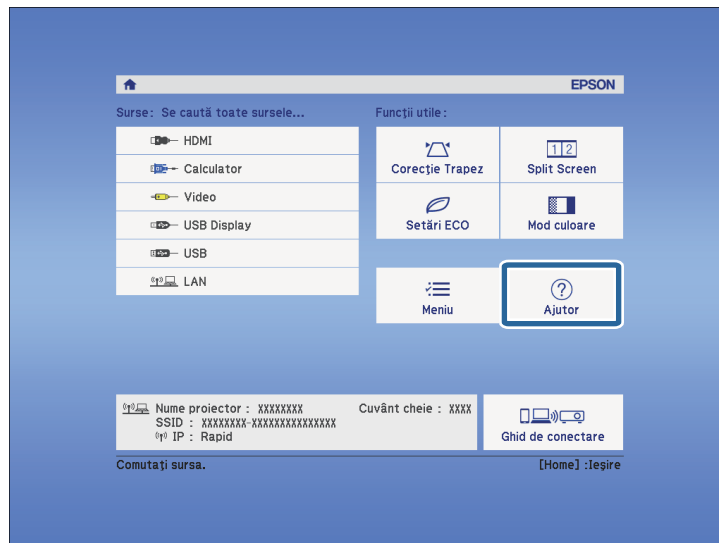 EPSON
Surse: Se caută toate sursele...
HDMI
Calculator
Video
USB Display
USB
LAN
Funcţii utile:
Corecţie Trapez
1 2
Split Screen
Setări ECO
Mod culoare
Meniu
?
Ajutor
Nume proiector : XXXXXXXX
Cuvânt cheie : XXXX
SSID : XXXXXXXX-XXXXXXXXXXXXXXX
IP : Rapid
Ghid de conectare
Comutaţi sursa.
[Home] :Ieşire